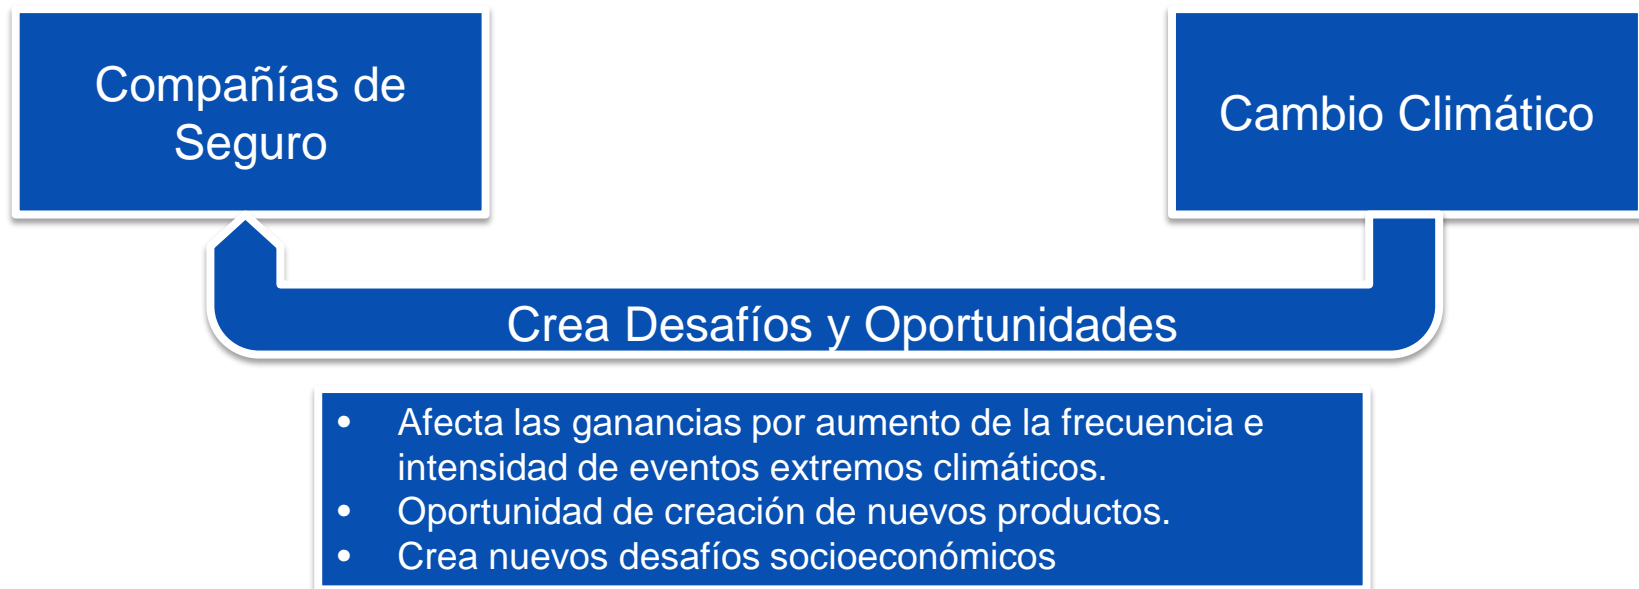 Compañías de
Seguro
Cambio Climático
Crea Desafíos y Oportunidades
• Afecta las ganancias por aumento de la frecuencia e
intensidad de eventos extremos climáticos.
• Oportunidad de creación de nuevos productos.
• Crea nuevos desafíos socioeconómicos